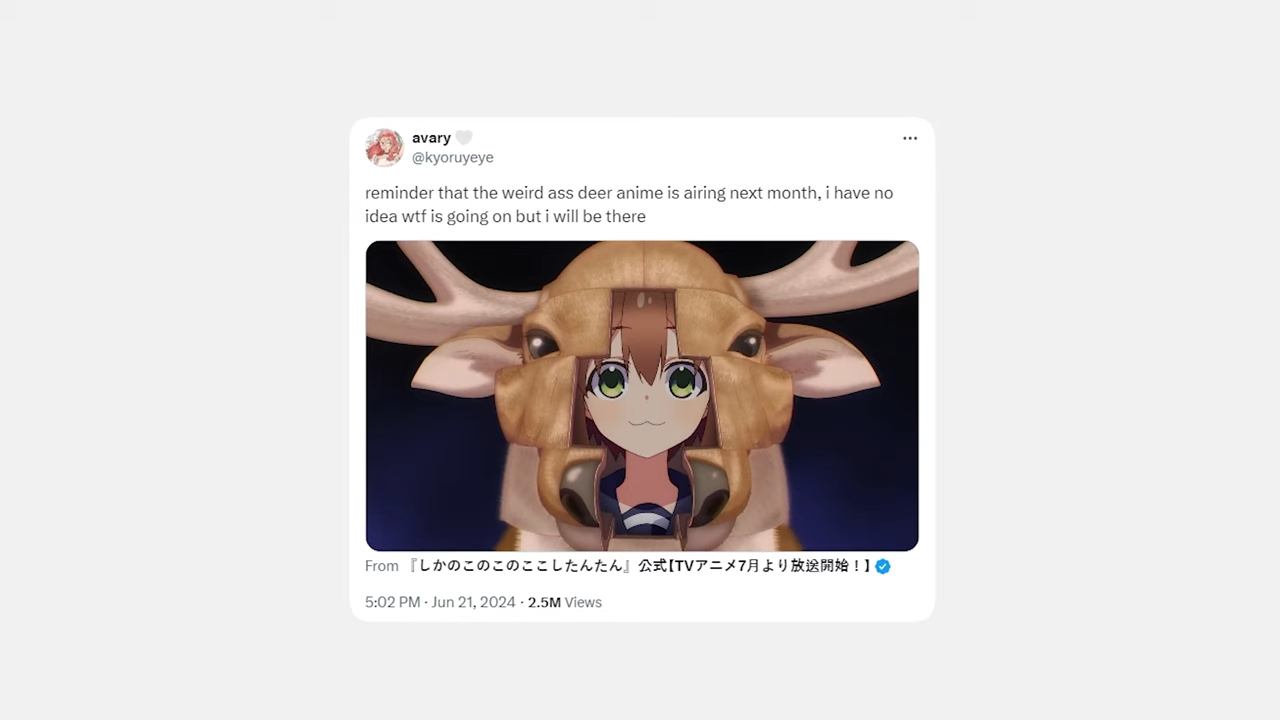 avary 🤍
@kyoruyeye
reminder that the weird ass deer anime is airing next month, i have no
idea wtf is going on but i will be there
From 『しかのこのこのここしたんたん』公式【TVアニメ7月より放送開始！】
5:02 PM · Jun 21, 2024 · 2.5M Views